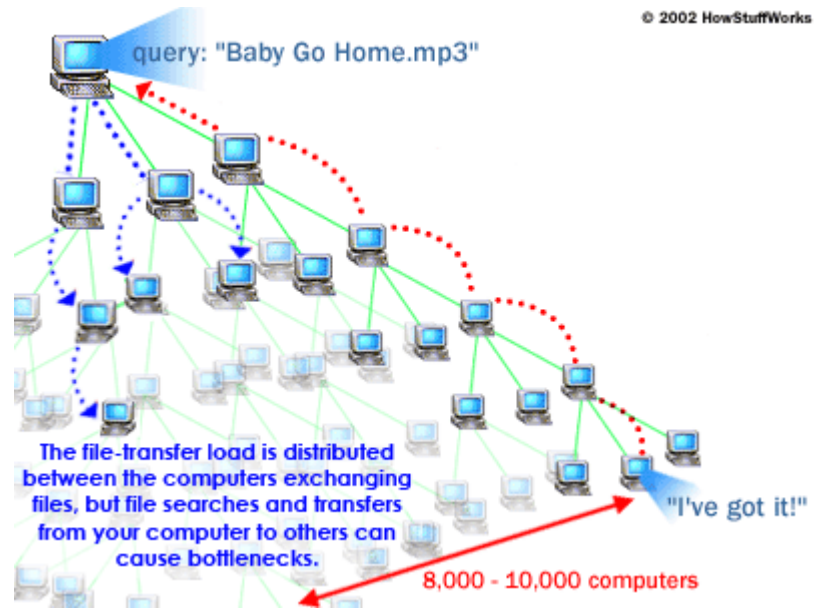 © 2002 HowStuffWorks
query: "Baby Go Home.mp3"
The file-transfer load is distributed
between the computers exchanging
files, but file searches and transfers
from your computer to others can
cause bottlenecks.
"I've got it!"
8,000 - 10,000 computers